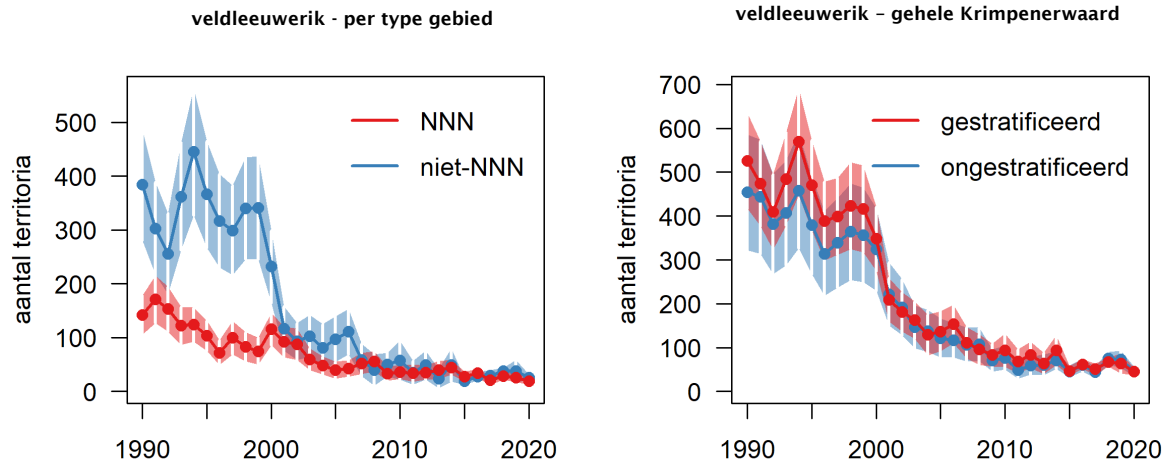 veldleeuwerik - per type gebied
aantal territoria
500
400
300
200
100
0
NNN
niet-NNN
1990
2000
2010
2020
veldleeuwerik – gehele Krimpenerwaard
aantal territoria
700
600
500
400
300
200
100
0
gestratificeerd
ongestratificeerd
1990
2000
2010
2020